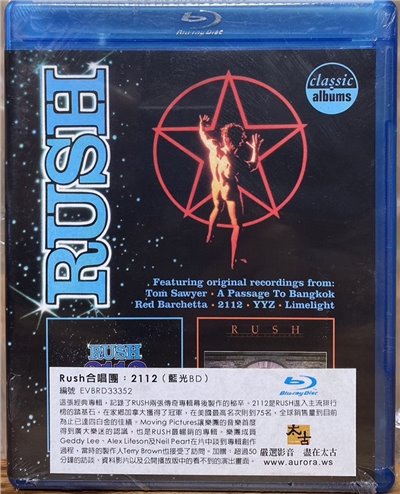 Blu-ray Disc
classic
albums
RUSH
Featuring original recordings from:
Tom Sawyer · A Passage To Bangkok
Red Barchetta · 2112 · YYZ · Limelight
RUSH
2112
RUSH
Rush合唱團：2112（藍光BD）
編號 EVBRD33352
這張經典專輯，記錄了RUSH兩張傳奇專輯幕後製作的秘辛。2112是RUSH進入主流排行
榜的踏基石，在家鄉加拿大獲得了冠軍，在美國最高名次則到75名，全球銷售量到目前
為止已達四白金的佳績。Moving Pictures讓樂團的音樂首度
得到廣大樂迷的認識，也是RUSH最暢銷的專輯。樂團成員
Geddy Lee、Alex Lifeson及Neil Peart在片中談到專輯創作
過程，當時的製作人Terry Brown也接受了訪問。加贈：超過50
分鐘的訪談、資料影片以及公開播放版中的看不到的演出畫面。
Blu-ray Disc
太古
嚴選影音 盡在太古
www.aurora.ws